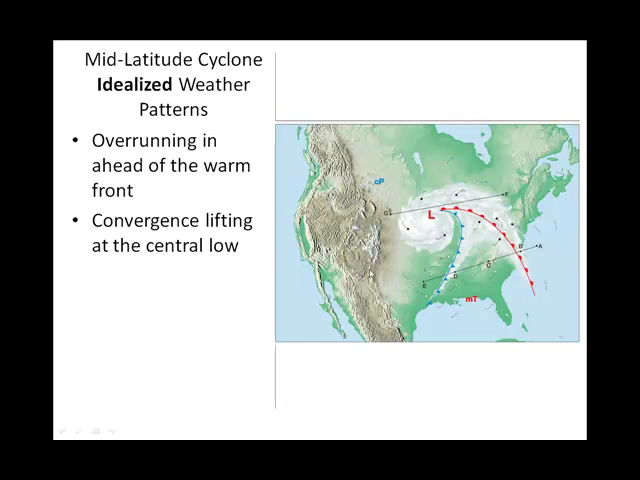 Mid-Latitude Cyclone
Idealized Weather
Patterns
• Overrunning in
ahead of the warm
front
• Convergence lifting
at the central low
cP
F
G
L
B
A
G
D
E
mT